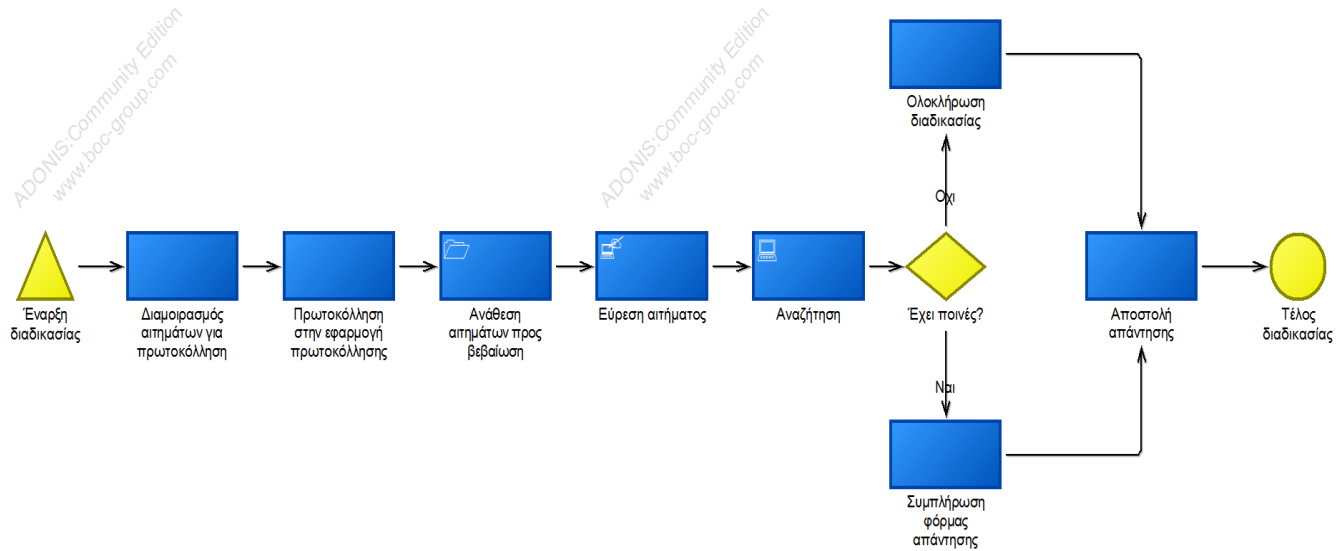 ADONIS:Community Edition
www.boc-group.com
ADONIS:Community Edition
www.boc-group.com
Ολοκλήρωση
διαδικασίας
Οχι
Έναρξη
διαδικασίας
Διαμοιρασμός
αιτημάτων για
πρωτοκόλληση
Πρωτοκόλληση
στην εφαρμογή
πρωτοκόλλησης
Ανάθεση
αιτημάτων προς
βεβαίωση
Εύρεση αιτήματος
Αναζήτηση
Έχει ποινές?
Αποστολή
απάντησης
Τέλος
διαδικασίας
Ναι
Συμπλήρωση
φόρμας
απάντησης